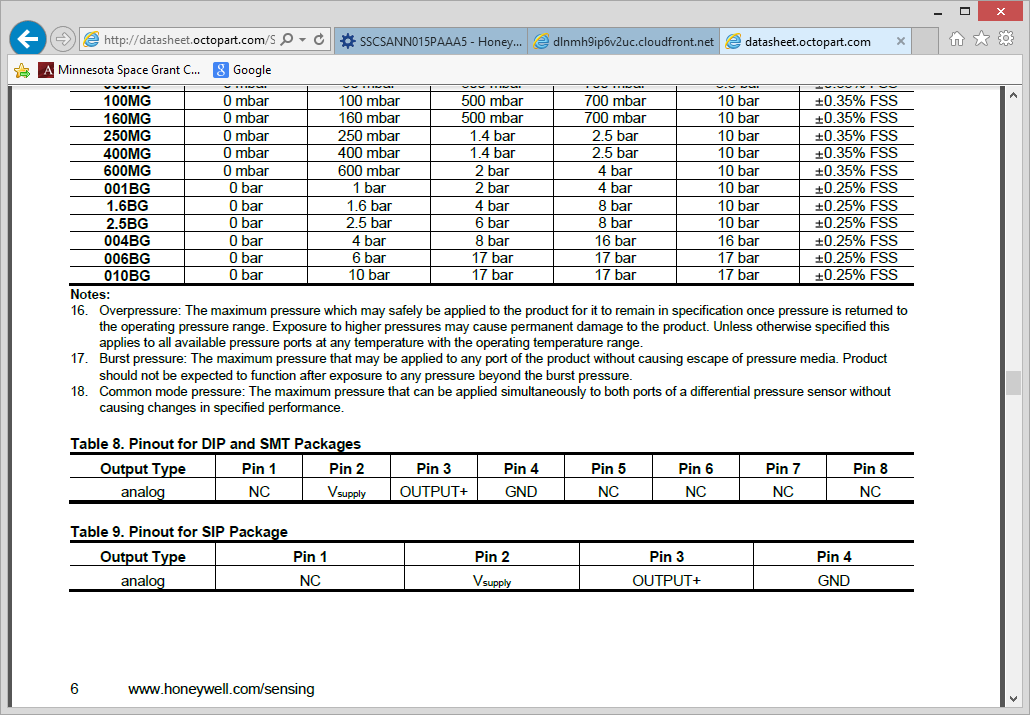 http://datasheet.octopart.com/S
SSCSANN015PAAA5 - Honey...
dlnmh9ip6v2uc.cloudfront.net
datasheet.octopart.com
Minnesota Space Grant C...
Google
100MG 0 mbar 100 mbar 500 mbar 700 mbar 10 bar ±0.35% FSS
160MG 0 mbar 160 mbar 500 mbar 700 mbar 10 bar ±0.35% FSS
250MG 0 mbar 250 mbar 1.4 bar 2.5 bar 10 bar ±0.35% FSS
400MG 0 mbar 400 mbar 1.4 bar 2.5 bar 10 bar ±0.35% FSS
600MG 0 mbar 600 mbar 2 bar 4 bar 10 bar ±0.35% FSS
001BG 0 bar 1 bar 2 bar 4 bar 10 bar ±0.25% FSS
1.6BG 0 bar 1.6 bar 4 bar 8 bar 10 bar ±0.25% FSS
2.5BG 0 bar 2.5 bar 6 bar 8 bar 10 bar ±0.25% FSS
004BG 0 bar 4 bar 8 bar 16 bar 16 bar ±0.25% FSS
006BG 0 bar 6 bar 17 bar 17 bar 17 bar ±0.25% FSS
010BG 0 bar 10 bar 17 bar 17 bar 17 bar ±0.25% FSS
Notes:
16. Overpressure: The maximum pressure which may safely be applied to the product for it to remain in specification once pressure is returned to
the operating pressure range. Exposure to higher pressures may cause permanent damage to the product. Unless otherwise specified this
applies to all available pressure ports at any temperature with the operating temperature range.
17. Burst pressure: The maximum pressure that may be applied to any port of the product without causing escape of pressure media. Product
should not be expected to function after exposure to any pressure beyond the burst pressure.
18. Common mode pressure: The maximum pressure that can be applied simultaneously to both ports of a differential pressure sensor without
causing changes in specified performance.
Table 8. Pinout for DIP and SMT Packages
Output Type Pin 1 Pin 2 Pin 3 Pin 4 Pin 5 Pin 6 Pin 7 Pin 8
analog NC Vsupply OUTPUT+ GND NC NC NC NC
Table 9. Pinout for SIP Package
Output Type Pin 1 Pin 2 Pin 3 Pin 4
analog NC Vsupply OUTPUT+ GND
6 www.honeywell.com/sensing